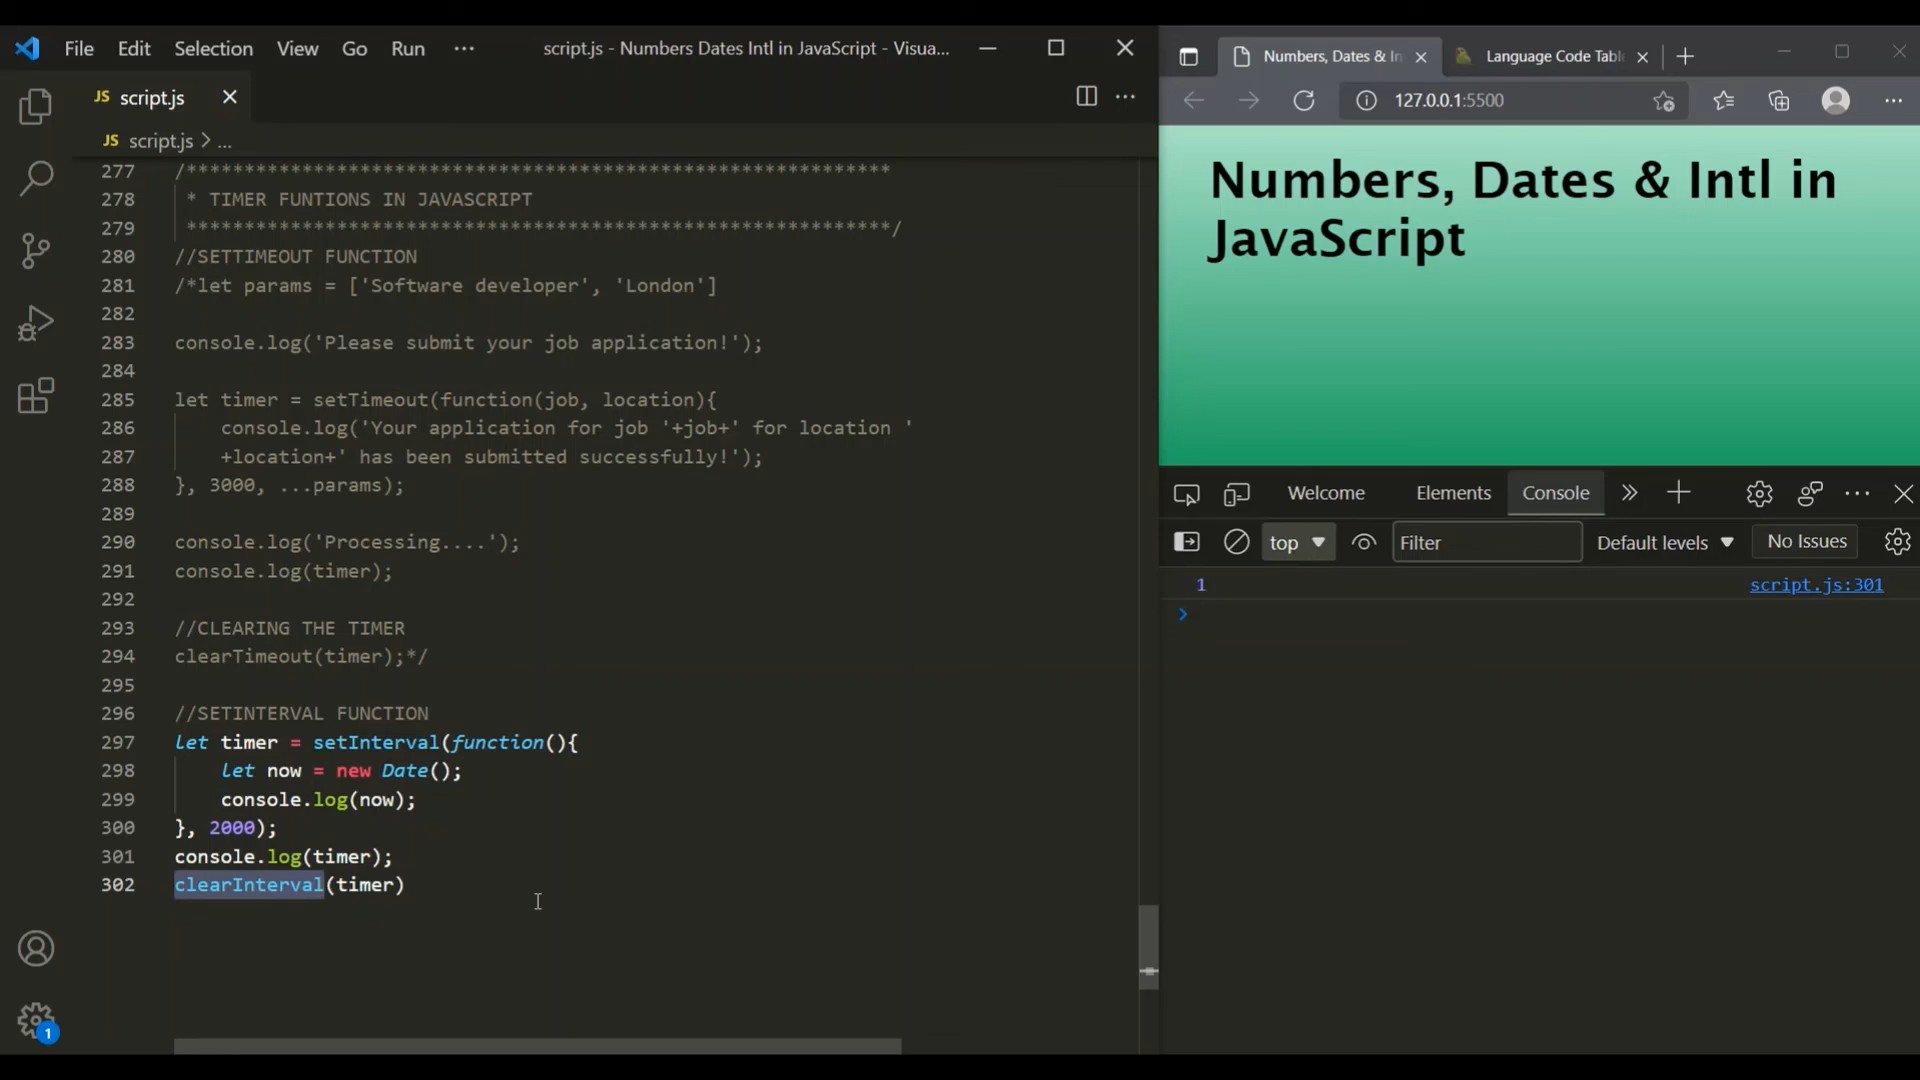 File Edit Selection View Go Run ··· script.js - Numbers Dates Intl in JavaScript - Visua...
JS script.js
JS script.js > ...
277 /*************************************************************
278 * TIMER FUNTIONS IN JAVASCRIPT
279 *************************************************************/
280 //SETTIMEOUT FUNCTION
281 /*let params = ['Software developer', 'London']
282
283 console.log('Please submit your job application!');
284
285 let timer = setTimeout(function(job, location){
286 console.log('Your application for job '+job+' for location '
287 +location+' has been submitted successfully!');
288 }, 3000, ...params);
289
290 console.log('Processing....');
291 console.log(timer);
292
293 //CLEARING THE TIMER
294 clearTimeout(timer);*/
295
296 //SETINTERVAL FUNCTION
297 let timer = setInterval(function(){
298 let now = new Date();
299 console.log(now);
300 }, 2000);
301 console.log(timer);
302 clearInterval(timer)
1
Numbers, Dates & In
Language Code Tabl
127.0.0.1:5500
Numbers, Dates & Intl in
JavaScript
Welcome Elements Console
top Filter Default levels No Issues
1 script.js:301